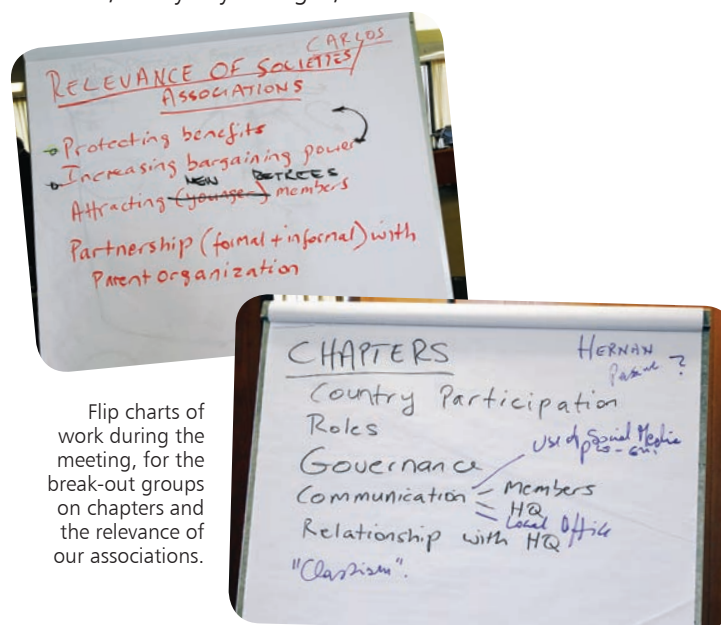 CARLOS
RELEVANCE OF SOCIETIES/
ASSOCIATIONS
Protecting benefits
Increasing bargaining power
NEW RETREES
Attracting (younger) members
Partnership (formal + informal) with
Parent organization
Flip charts of
work during the
meeting, for the
break-out groups
on chapters and
the relevance of
our associations.
CHAPTERS
HERNAN
?
Country Participation
Roles
Use of Social Media
Governance
Communication – Members
– HQ
– Local Office
Relationship with HQ
"Classism".